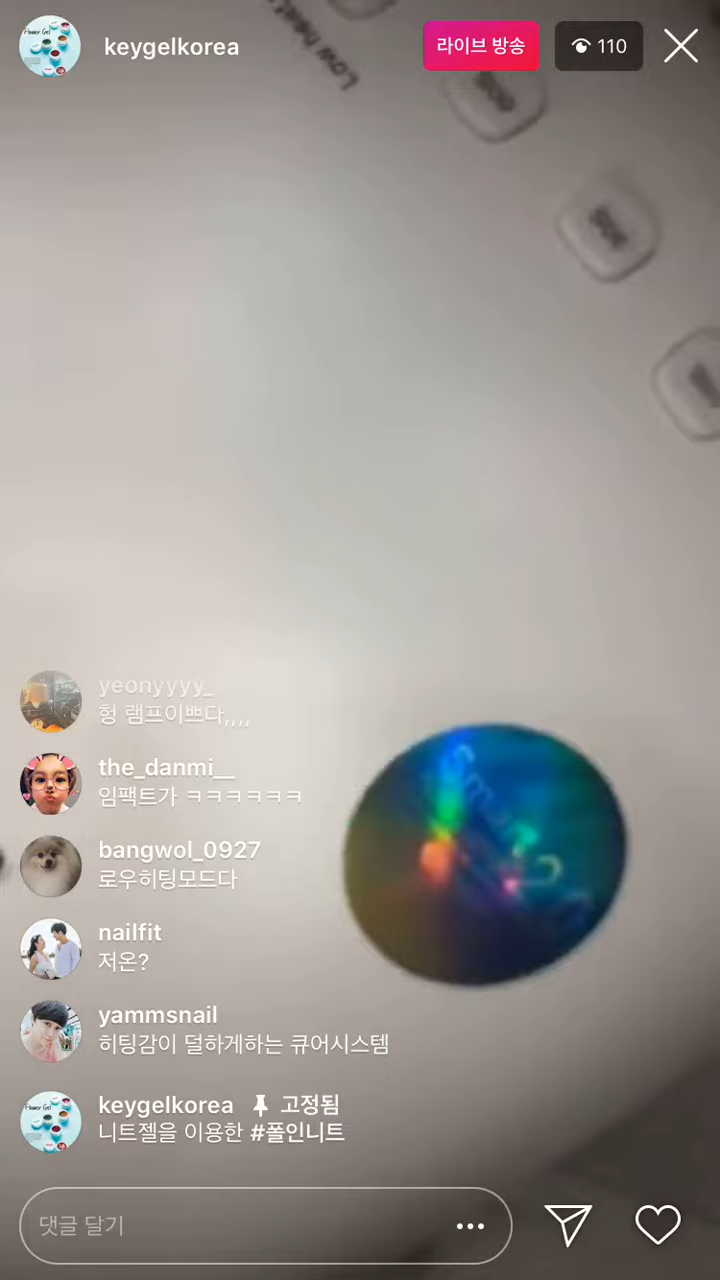 keygelkorea
라이브 방송
110
Low heat
yeonyyyy_
헝 램프이쁘다,,,,
the_danmi__
임팩트가 ㅋㅋㅋㅋㅋㅋ
bangwol_0927
로우히팅모드다
nailfit
저온?
yammsnail
히팅감이 덜하게하는 큐어시스템
keygelkorea 고정됨
니트젤을 이용한 #폴인니트
댓글 달기